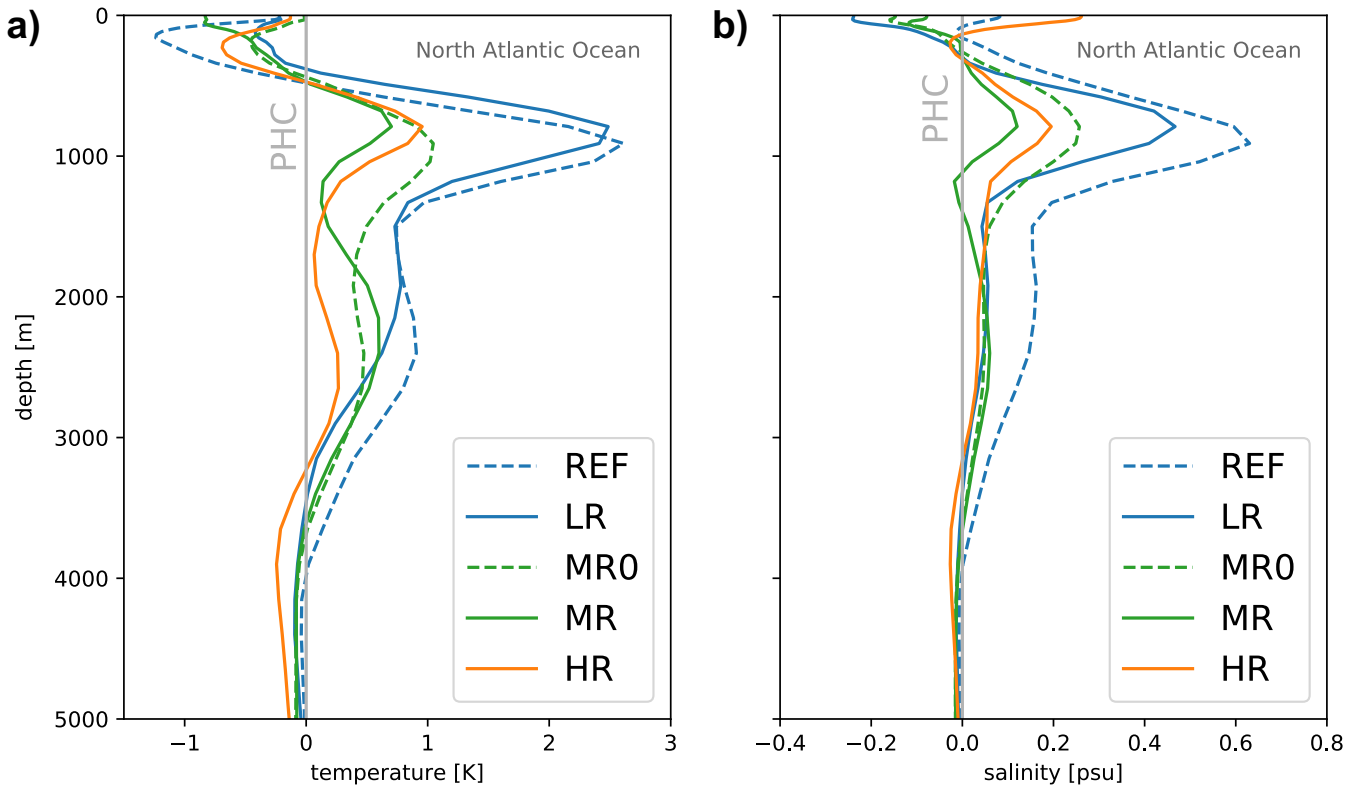 a)
North Atlantic Ocean
PHC
0
1000
2000
3000
4000
5000
depth [m]
REF
LR
MR0
MR
HR
−1 0 1 2 3
temperature [K]
b)
North Atlantic Ocean
PHC
REF
LR
MR0
MR
HR
−0.4 −0.2 0.0 0.2 0.4 0.6 0.8
salinity [psu]